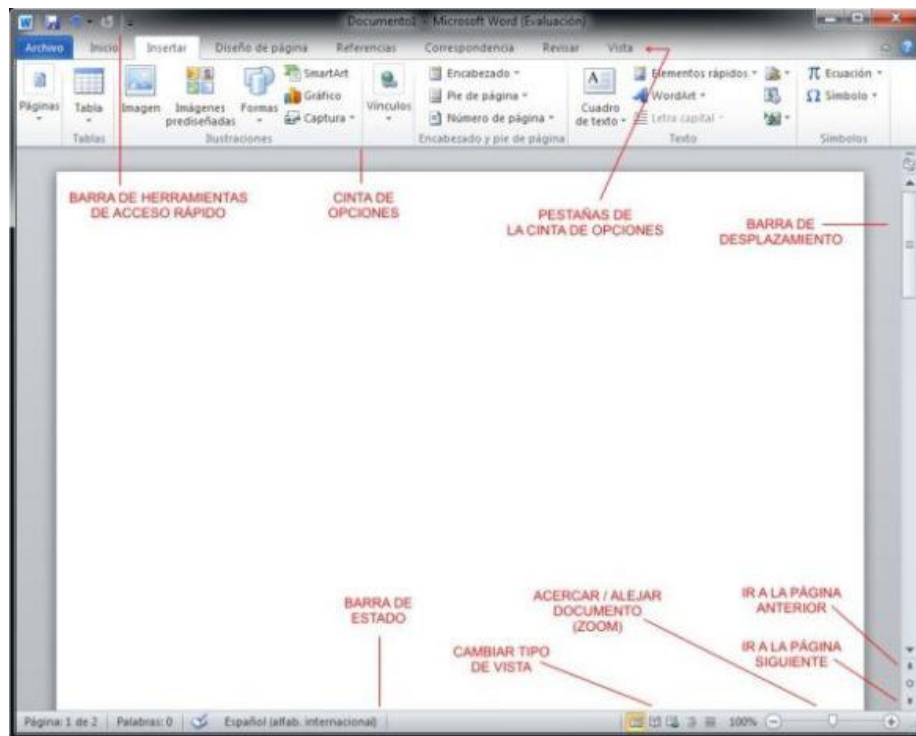 Documento1 - Microsoft Word (Evaluación)
Archivo Inicio Insertar Diseño de página Referencias Correspondencia Revisar Vista
SmartArt Encabezado Elementos rápidos Ecuación
Gráfico Pie de página WordArt Símbolo
Captura Número de página Letra capital
Páginas Tabla Imagen Imágenes prediseñadas Formas Vínculos Cuadro de texto
Tablas Ilustraciones Encabezado y pie de página Texto Símbolos
BARRA DE HERRAMIENTAS
DE ACCESO RÁPIDO
CINTA DE
OPCIONES
PESTAÑAS DE
LA CINTA DE OPCIONES
BARRA DE
DESPLAZAMIENTO
BARRA DE
ESTADO
ACERCAR / ALEJAR
DOCUMENTO
(ZOOM)
CAMBIAR TIPO
DE VISTA
IR A LA PÁGINA
ANTERIOR
IR A LA PÁGINA
SIGUIENTE
Página: 1 de 2 Palabras: 0 Español (alfab. internacional) 100%